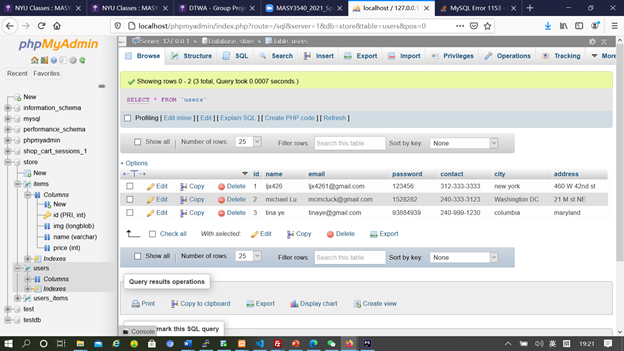 NYU Classes : MASY
NYU Classes : MASY
DTWA - Group Proje
MASY3540_2021_Sp
localhost / 127.0.0.1
MySQL Error 1153 -
localhost/phpmyadmin/index.php?route=/sql&server=1&db=store&table=users&pos=0
phpMyAdmin
Recent Favorites
New
information_schema
mysql
performance_schema
phpmyadmin
shop_cart_sessions_1
store
New
items
Columns
New
id (PRI, int)
img (longblob)
name (varchar)
price (int)
Indexes
users
Columns
Indexes
users_items
test
testdb
Server: 127.0.0.1 » Database: store » Table: users
Browse Structure SQL Search Insert Export Import Privileges Operations Tracking More
Showing rows 0 - 2 (3 total, Query took 0.0007 seconds.)
SELECT * FROM `users`
Profiling [ Edit inline ] [ Edit ] [ Explain SQL ] [ Create PHP code ] [ Refresh ]
Show all Number of rows: 25 Filter rows: Search this table Sort by key: None
+ Options
id name email password contact city address
Edit Copy Delete 1 ljx426 ljx4261@gmail.com 123456 312-333-3333 new york 460 W 42nd st
Edit Copy Delete 2 michael Lu mcmcluck@gmail.com 1528282 240-333-3123 Washington DC 21 M st NE
Edit Copy Delete 3 tina ye tinaye@gmail.com 93884939 240-999-1230 columbia maryland
Check all With selected: Edit Copy Delete Export
Show all Number of rows: 25 Filter rows: Search this table Sort by key: None
Query results operations
Print Copy to clipboard Export Display chart Create view
Console mark this SQL query
英 19:21